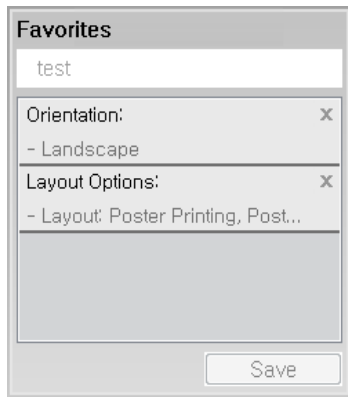 Favorites
test
Orientation: x
- Landscape
Layout Options: x
- Layout: Poster Printing, Post...
Save